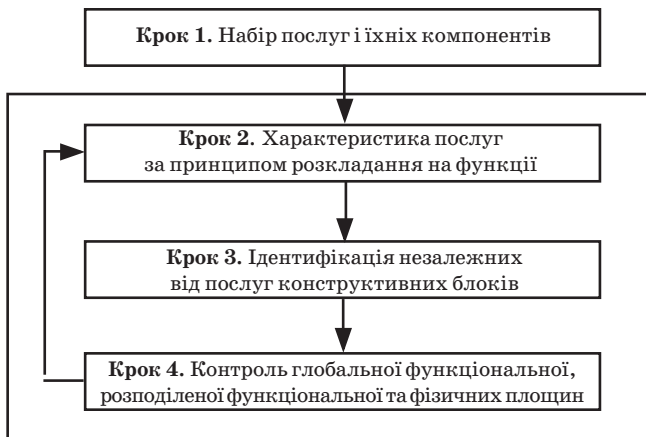 Крок 1. Набір послуг і їхніх компонентів
Крок 2. Характеристика послуг
за принципом розкладання на функції
Крок 3. Ідентифікація незалежних
від послуг конструктивних блоків
Крок 4. Контроль глобальної функціональної,
розподіленої функціональної та фізичних площин